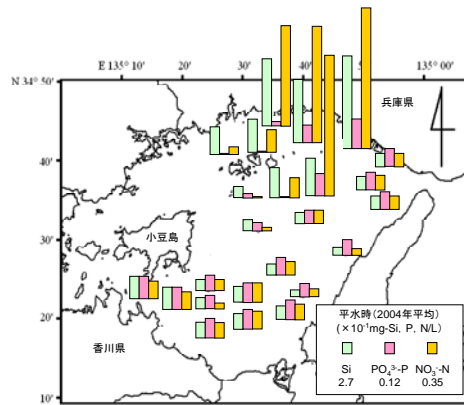 E 135° 10' 20' 30' 40' 135° 00'
N 34° 50'
兵庫県
40'
30'
小豆島
20'
香川県
10'
平水時(2004年平均)
(×10⁻¹mg-Si, P, N/L)
Si PO₄³⁻-P NO₃⁻-N
2.7 0.12 0.35